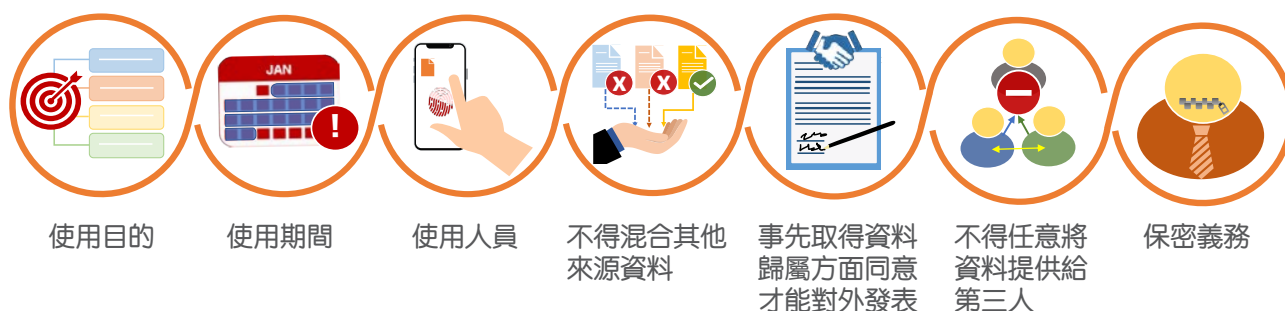 JAN
!
X
X
使用目的
使用期間
使用人員
不得混合其他
來源資料
事先取得資料
歸屬方面同意
才能對外發表
不得任意將
資料提供給
第三人
保密義務